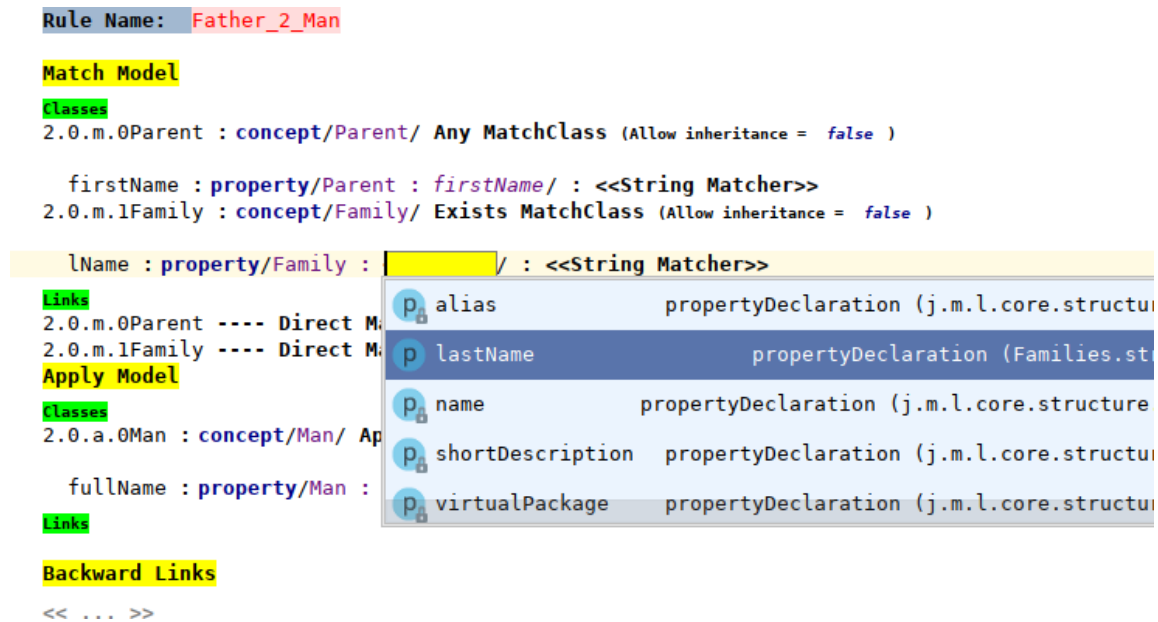 Rule Name: Father_2_Man
Match Model
Classes
2.0.m.0Parent : concept/Parent/ Any MatchClass (Allow inheritance = false )
firstName : property/Parent : firstName/ : <<String Matcher>>
2.0.m.1Family : concept/Family/ Exists MatchClass (Allow inheritance = false )
lName : property/Family : / : <<String Matcher>>
Links
2.0.m.0Parent ---- Direct Ma
2.0.m.1Family ---- Direct Ma
Apply Model
Classes
2.0.a.0Man : concept/Man/ Ap
fullName : property/Man :
Links
Backward Links
<< ... >>
p alias propertyDeclaration (j.m.l.core.structur
p lastName propertyDeclaration (Families.str
p name propertyDeclaration (j.m.l.core.structure
p shortDescription propertyDeclaration (j.m.l.core.structur
p virtualPackage propertyDeclaration (j.m.l.core.structur